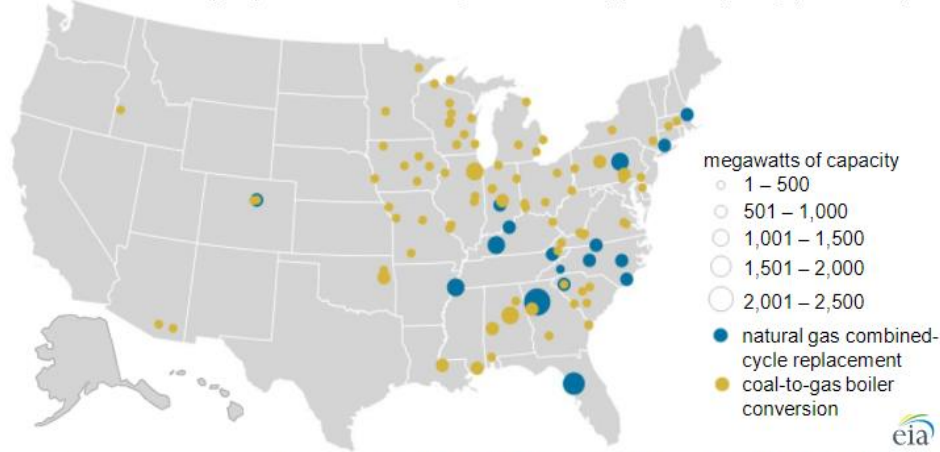 megawatts of capacity
1 – 500
501 – 1,000
1,001 – 1,500
1,501 – 2,000
2,001 – 2,500
natural gas combined-
cycle replacement
coal-to-gas boiler
conversion
eia